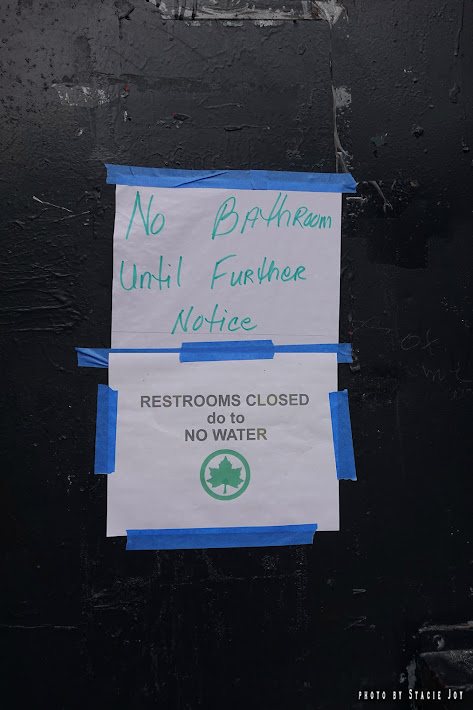 No Bathroom
Until Further
Notice
RESTROOMS CLOSED
do to
NO WATER
PHOTO BY STACIE JOY